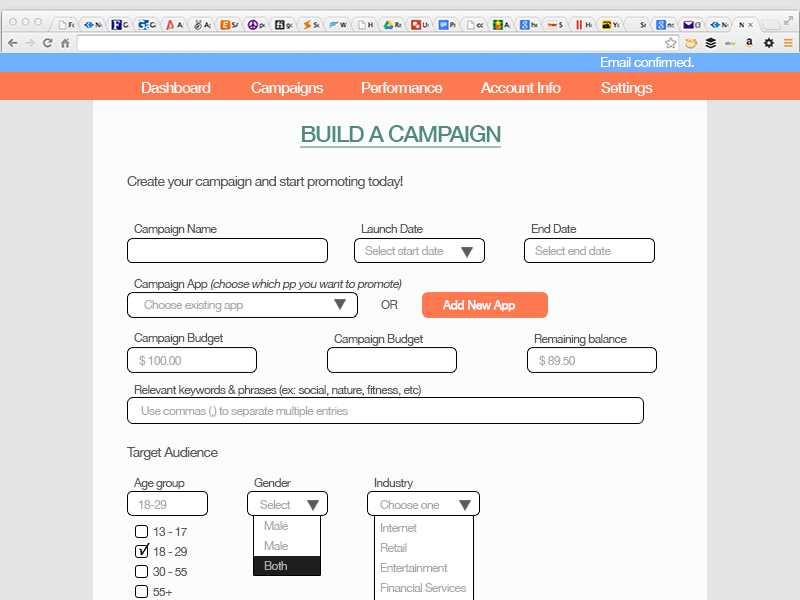 Email confirmed.
Dashboard Campaigns Performance Account Info Settings
BUILD A CAMPAIGN
Create your campaign and start promoting today!
Campaign Name Launch Date End Date
Select start date Select end date
Campaign App (choose which pp you want to promote)
Choose existing app OR Add New App
Campaign Budget Campaign Budget Remaining balance
$ 100.00 $ 89.50
Relevant keywords & phrases (ex: social, nature, fitness, etc)
Use commas (,) to separate multiple entries
Target Audience
Age group Gender Industry
18-29 Select Choose one
13 - 17 Male Internet
18 - 29 Male Retail
30 - 55 Both Entertainment
55+ Financial Services